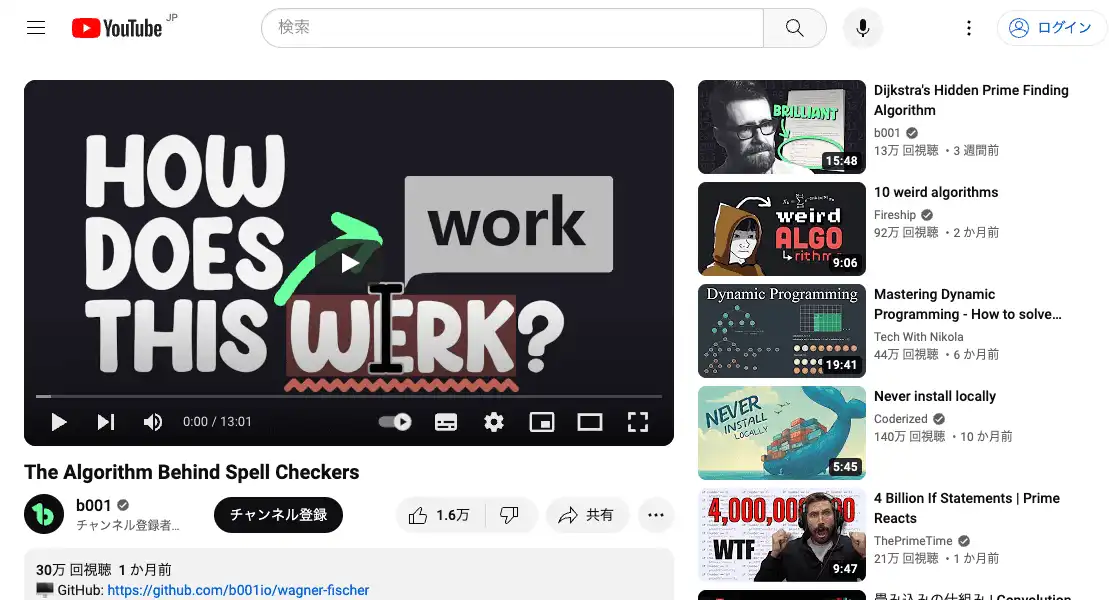 YouTube JP
検索
ログイン
HOW
DOES
THIS WERK?
work
0:00 / 13:01
The Algorithm Behind Spell Checkers
b001
チャンネル登録者…
チャンネル登録
1.6万
共有
30万 回視聴 1 か月前
GitHub: https://github.com/b001io/wagner-fischer
BRILLIANT
15:48
Dijkstra's Hidden Prime Finding
Algorithm
b001
13万 回視聴 ・3 週間前
weird
ALGO
rithm
9:06
10 weird algorithms
Fireship
92万 回視聴 ・2 か月前
Dynamic Programming
19:41
Mastering Dynamic
Programming - How to solve…
Tech With Nikola
44万 回視聴 ・6 か月前
NEVER
INSTALL
LOCALLY
5:45
Never install locally
Coderized
140万 回視聴 ・10 か月前
WTF
9:47
4 Billion If Statements | Prime
Reacts
ThePrimeTime
21万 回視聴 ・1 か月前
畳み込みの仕組み | Convolution